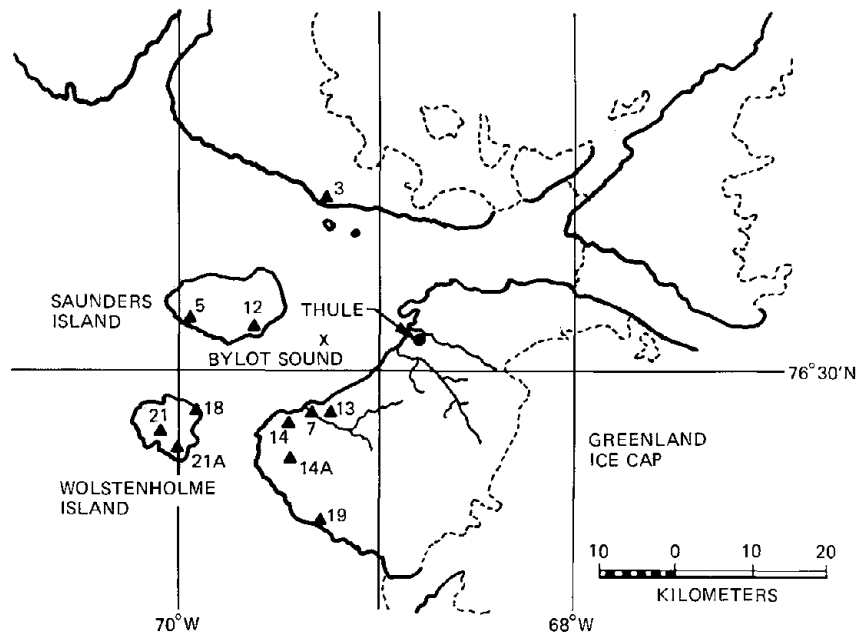 3
SAUNDERS
ISLAND
5
12
THULE
X
BYLOT SOUND
76°30'N
18
21
21A
WOLSTENHOLME
ISLAND
14
7
13
14A
19
GREENLAND
ICE CAP
10
0
10
20
KILOMETERS
70°W
68°W